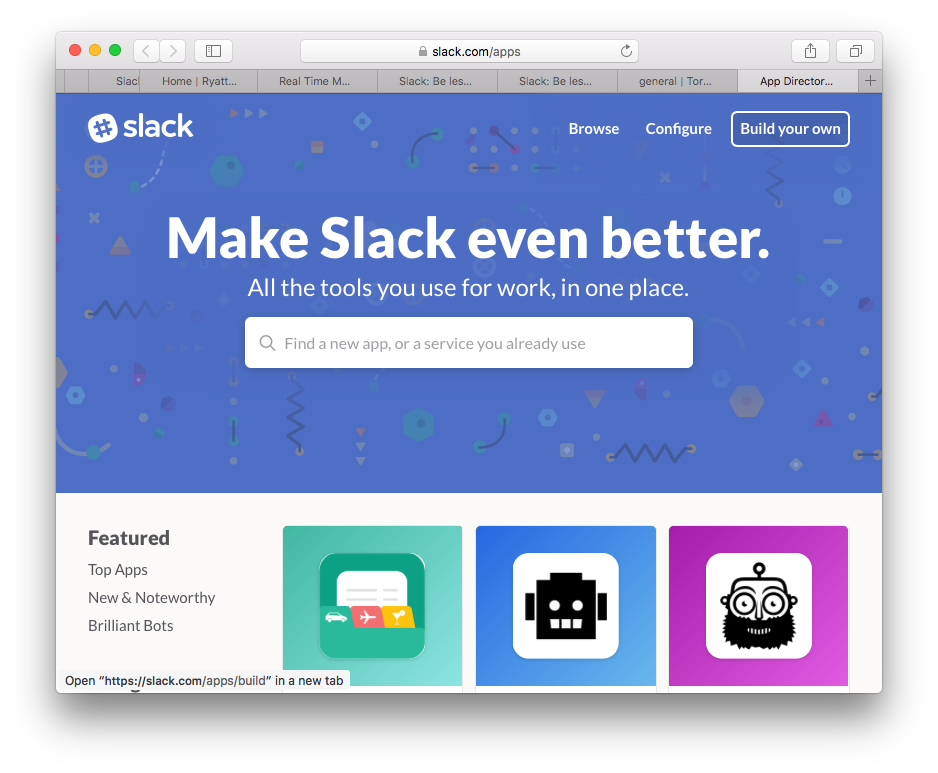 slack.com/apps
Slacl
Home | Ryatt...
Real Time M...
Slack: Be les...
Slack: Be les...
general | Tor...
App Director...
slack
Browse
Configure
Build your own
Make Slack even better.
All the tools you use for work, in one place.
Find a new app, or a service you already use
Featured
Top Apps
New & Noteworthy
Brilliant Bots
Open “https://slack.com/apps/build” in a new tab